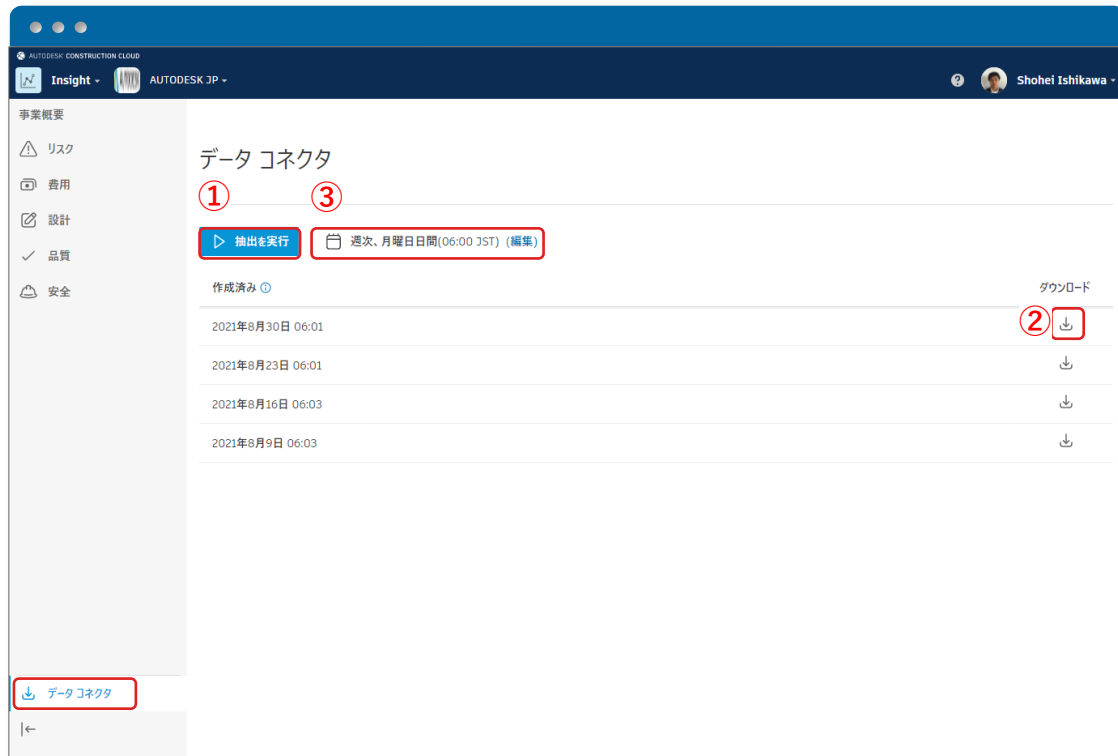 AUTODESK CONSTRUCTION CLOUD
Insight AUTODESK JP Shohei Ishikawa
事業概要
リスク
費用
設計
品質
安全
データ コネクタ
① ③
抽出を実行 週次、月曜日日間(06:00 JST) (編集)
作成済み ダウンロード
2021年8月30日 06:01 ②
2021年8月23日 06:01
2021年8月16日 06:03
2021年8月9日 06:03
データ コネクタ